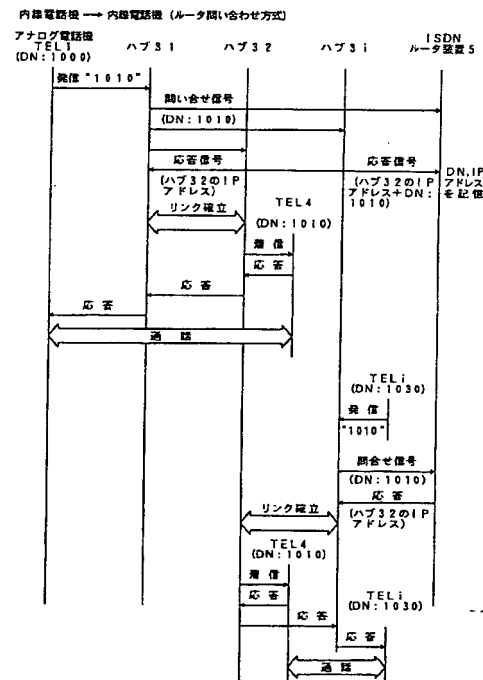 内線電話機 → 内線電話機 (ルータ問い合わせ方式)
アナログ電話機
TEL1
(DN:1000)
ハブ31
ハブ32
ハブ3i
ISDN
ルータ装置5
発信"1010"
問い合せ信号
(DN:1010)
応答信号
(ハブ32のIP
アドレス)
応答信号
(ハブ32のIP
アドレス+DN:
1010)
DN,IP
アドレス
を記憶
リンク確立
TEL4
(DN:1010)
着信
応答
応答
応答
通話
TELi
(DN:1030)
発信
"1010"
問合せ信号
(DN:1010)
応答
(ハブ32のIP
アドレス)
リンク確立
TEL4
(DN:1010)
着信
応答
TELi
(DN:1030)
応答
応答
通話